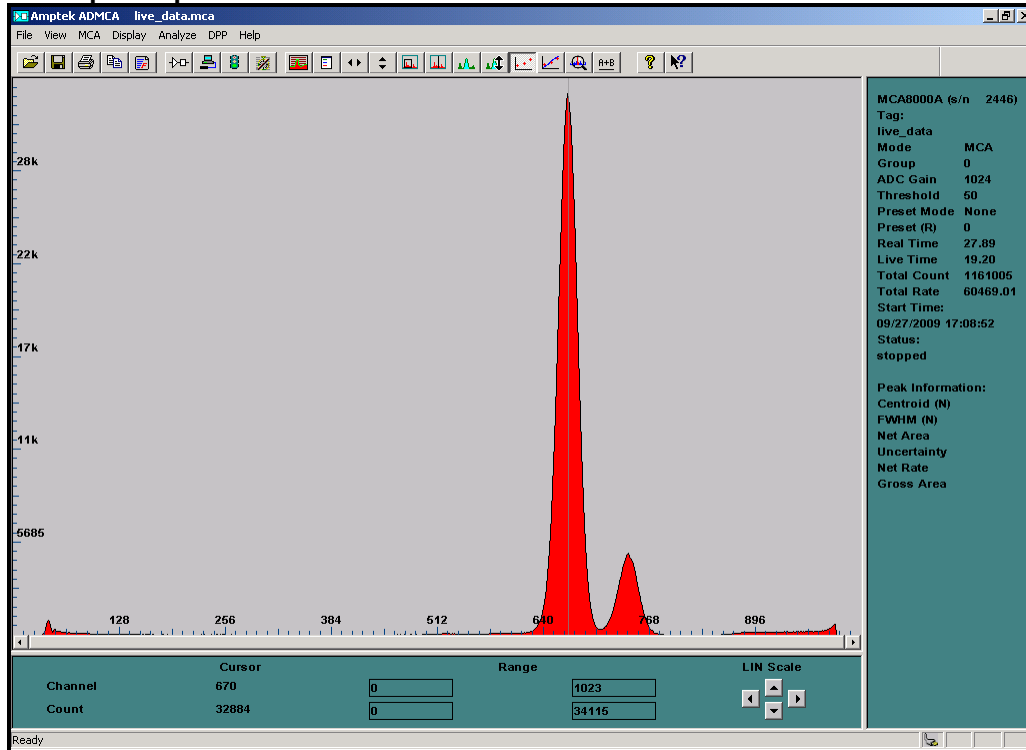 Amptek ADMCA live_data.mca
File View MCA Display Analyze DPP Help
A+B
28k
22k
17k
11k
5685
128 256 384 512 640 768 896
MCA8000A (s/n 2446)
Tag:
live_data
Mode MCA
Group 0
ADC Gain 1024
Threshold 50
Preset Mode None
Preset (R) 0
Real Time 27.89
Live Time 19.20
Total Count 1161005
Total Rate 60469.01
Start Time:
09/27/2009 17:08:52
Status:
stopped
Peak Information:
Centroid (N)
FWHM (N)
Net Area
Uncertainty
Net Rate
Gross Area
Cursor Range LIN Scale
Channel 670 0 1023
Count 32884 0 34115
Ready